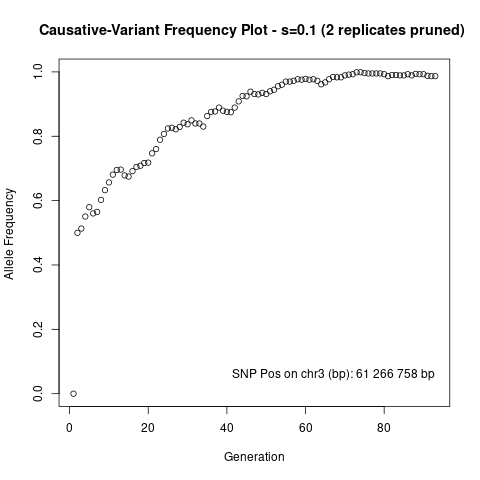 Causative-Variant Frequency Plot - s=0.1 (2 replicates pruned)
1.0
0.8
0.6
0.4
0.2
0.0
Allele Frequency
SNP Pos on chr3 (bp): 61 266 758 bp
0 20 40 60 80
Generation